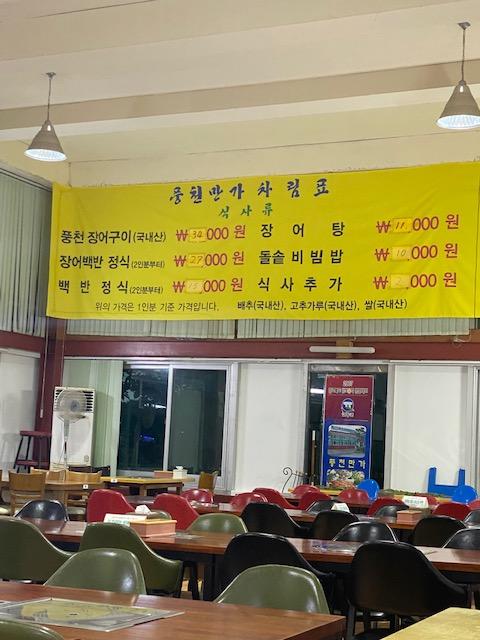 풍천만가차림표
식사류
풍천 장어구이(국내산) ₩34,000 원 장어탕 ₩11,000 원
장어백반 정식(2인분부터) ₩27,000 원 돌솥비빔밥 ₩10,000 원
백반 정식(2인분부터) 000 원 식사추가 000 원
위의 가격은 1인분 기준 가격입니다. 배추(국내산), 고추가루(국내산), 쌀(국내산)
풍천만가